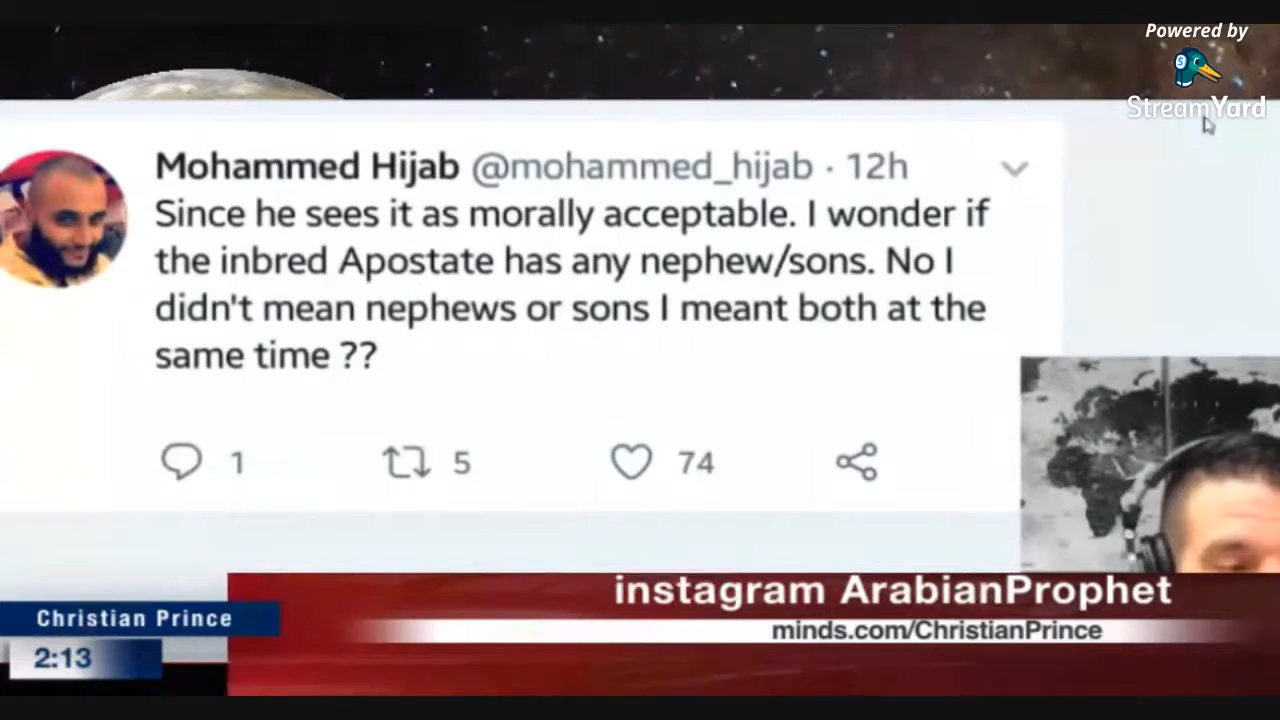 Powered by
StreamYard
Mohammed Hijab @mohammed_hijab · 12h
Since he sees it as morally acceptable. I wonder if
the inbred Apostate has any nephew/sons. No I
didn't mean nephews or sons I meant both at the
same time ??
1 5 74
instagram ArabianProphet
Christian Prince
minds.com/ChristianPrince
2:13